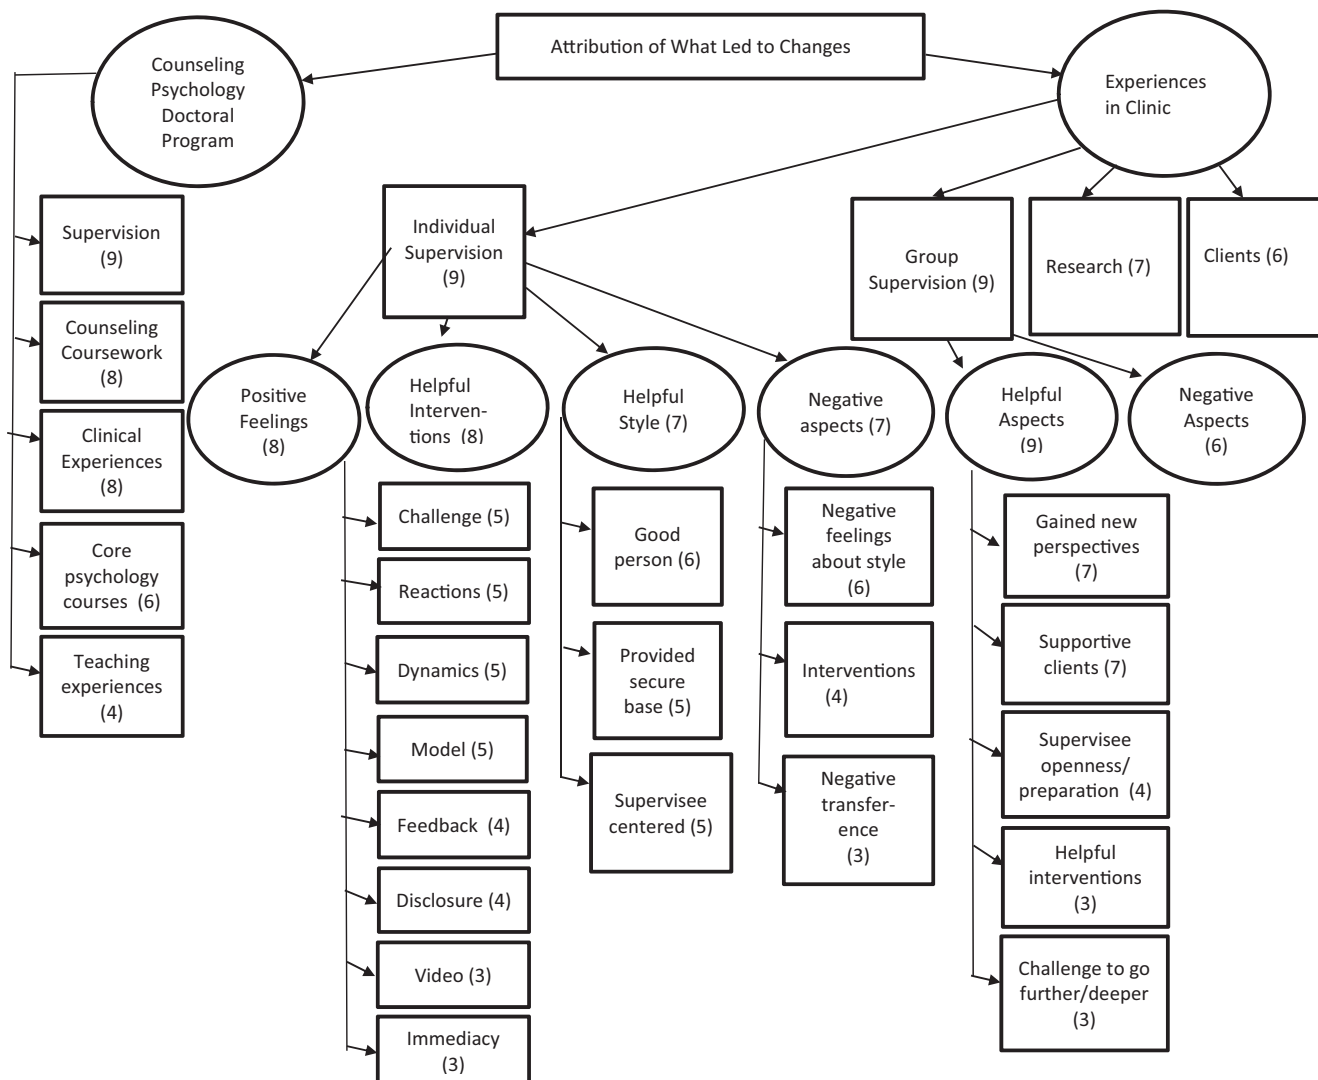 Attribution of What Led to Changes
Counseling
Psychology
Doctoral
Program
Experiences
in Clinic
Supervision
(9)
Counseling
Coursework
(8)
Clinical
Experiences
(8)
Core
psychology
courses (6)
Teaching
experiences
(4)
Individual
Supervision
(9)
Group
Supervision (9)
Research (7)
Clients (6)
Positive
Feelings
(8)
Helpful
Interven-
tions (8)
Helpful
Style (7)
Negative
aspects (7)
Helpful
Aspects
(9)
Negative
Aspects
(6)
Challenge (5)
Reactions (5)
Dynamics (5)
Model (5)
Feedback (4)
Disclosure (4)
Video (3)
Immediacy
(3)
Good
person (6)
Provided
secure
base (5)
Supervisee
centered (5)
Negative
feelings
about style
(6)
Interventions
(4)
Negative
transfer-
ence
(3)
Gained new
perspectives
(7)
Supportive
clients (7)
Supervisee
openness/
preparation (4)
Helpful
interventions
(3)
Challenge to go
further/deeper
(3)